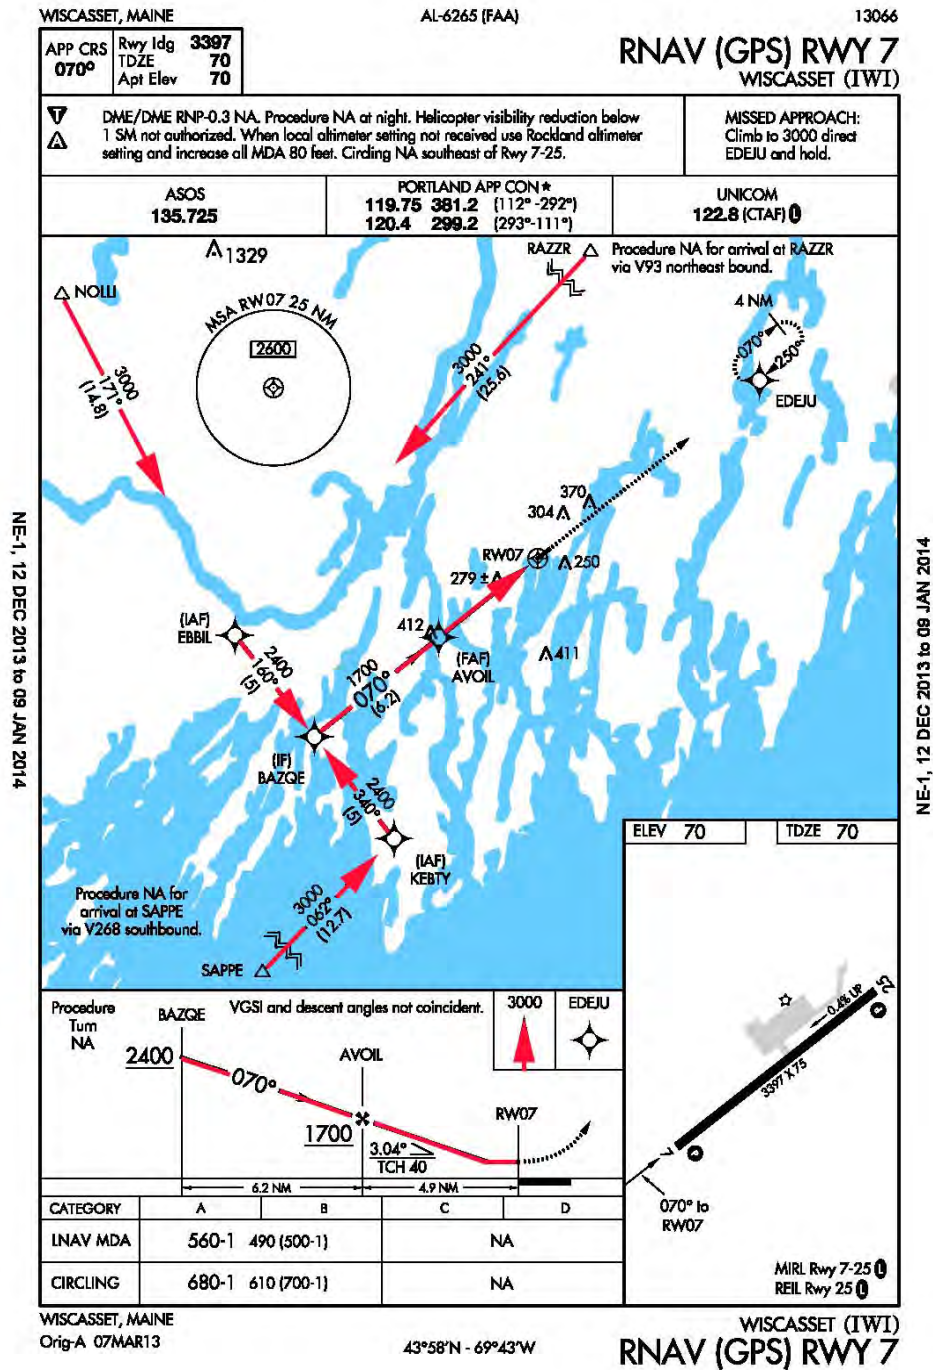 WISCASSET, MAINE
AL-6265 (FAA)
13066
APP CRS
070°
Rwy ldg 3397
TDZE 70
Apt Elev 70
RNAV (GPS) RWY 7
WISCASSET (IWI)
T
A
DME/DME RNP-0.3 NA. Procedure NA at night. Helicopter visibility reduction below
1 SM not authorized. When local altimeter setting not received use Rockland altimeter
setting and increase all MDA 80 feet. Circling NA southeast of Rwy 7-25.
MISSED APPROACH:
Climb to 3000 direct
EDEJU and hold.
ASOS
135.725
PORTLAND APP CON★
119.75 381.2 (112°-292°)
120.4 299.2 (293°-111°)
UNICOM
122.8 (CTAF) L
1329
RAZZR
Procedure NA for arrival at RAZZR
via V93 northeast bound.
NOLLI
MSA RW07 25 NM
2600
4 NM
070°
250°
EDEJU
3000
171°
(14.8)
3000
241°
(25.6)
370
304
RW07
279 ±
250
(IAF)
EBBIL
412
(FAF)
AVOIL
411
2400
160°
(5)
1700
070°
(6.2)
(IF)
BAZQE
2400
340°
(5)
(IAF)
KEBTY
Procedure NA for
arrival at SAPPE
via V268 southbound.
3000
062°
(12.7)
SAPPE
NE-1, 12 DEC 2013 to 09 JAN 2014
NE-1, 12 DEC 2013 to 09 JAN 2014
ELEV 70
TDZE 70
25
0.4% UP
3397 X 75
7
070° to
RW07
MIRL Rwy 7-25 L
REIL Rwy 25 L
Procedure
Turn
NA
BAZQE
VGSI and descent angles not coincident.
3000
EDEJU
2400
070°
AVOIL
1700
3.04°
TCH 40
RW07
6.2 NM
4.9 NM
CATEGORY A B C D
LNAV MDA 560-1 490 (500-1) NA
CIRCLING 680-1 610 (700-1) NA
WISCASSET, MAINE
Orig-A 07MAR13
43°58'N - 69°43'W
WISCASSET (IWI)
RNAV (GPS) RWY 7